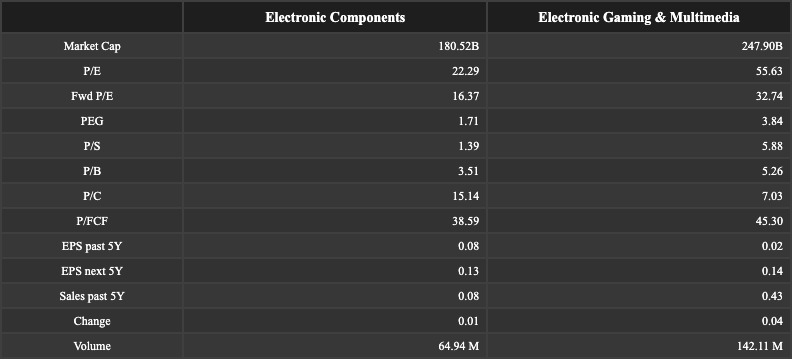 Electronic Components Electronic Gaming & Multimedia
Market Cap 180.52B 247.90B
P/E 22.29 55.63
Fwd P/E 16.37 32.74
PEG 1.71 3.84
P/S 1.39 5.88
P/B 3.51 5.26
P/C 15.14 7.03
P/FCF 38.59 45.30
EPS past 5Y 0.08 0.02
EPS next 5Y 0.13 0.14
Sales past 5Y 0.08 0.43
Change 0.01 0.04
Volume 64.94 M 142.11 M